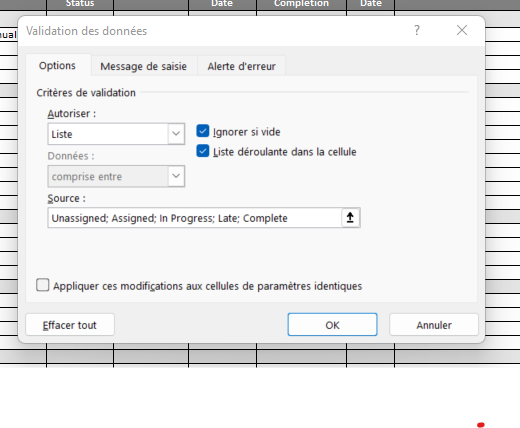 Status Date Completion Date
Validation des données ?
nual
Options Message de saisie Alerte d'erreur
Critères de validation
Autoriser :
Liste Ignorer si vide
Données : Liste déroulante dans la cellule
comprise entre
Source :
Unassigned; Assigned; In Progress; Late; Complete
Appliquer ces modifications aux cellules de paramètres identiques
Effacer tout OK Annuler